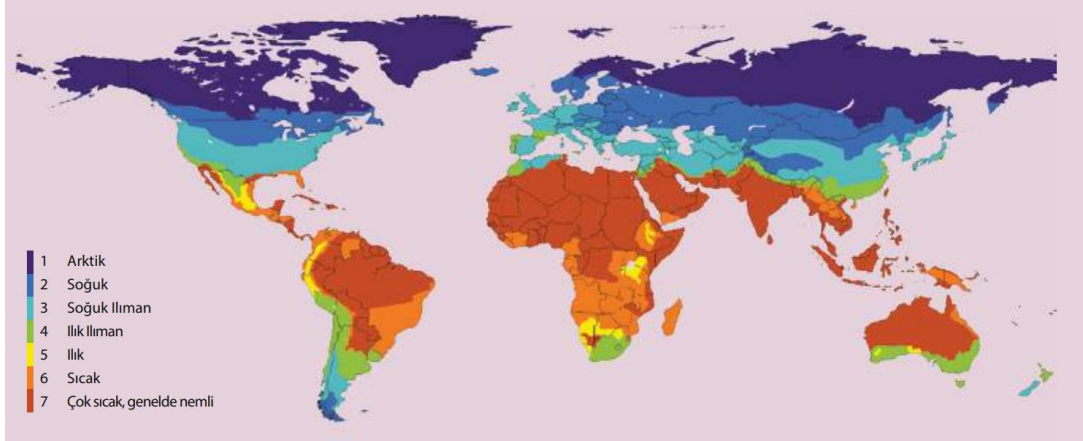 1 Arktik
2 Soğuk
3 Soğuk Ilıman
4 Ilık Ilıman
5 Ilık
6 Sıcak
7 Çok sıcak, genelde nemli